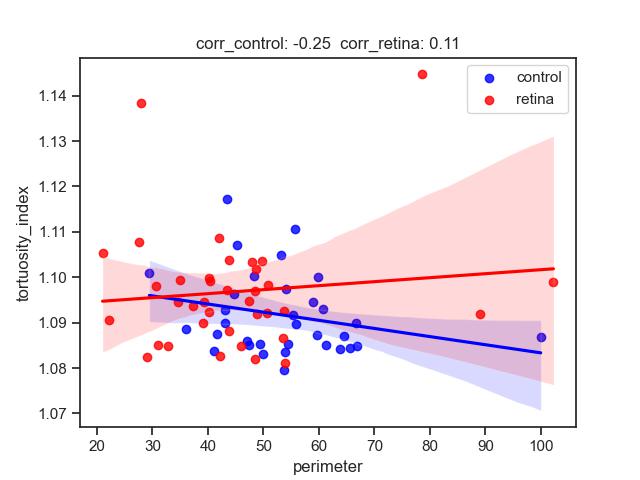 corr_control: -0.25  corr_retina: 0.11
control
retina
1.14
1.13
1.12
1.11
1.10
1.09
1.08
1.07
tortuosity_index
20 30 40 50 60 70 80 90 100
perimeter